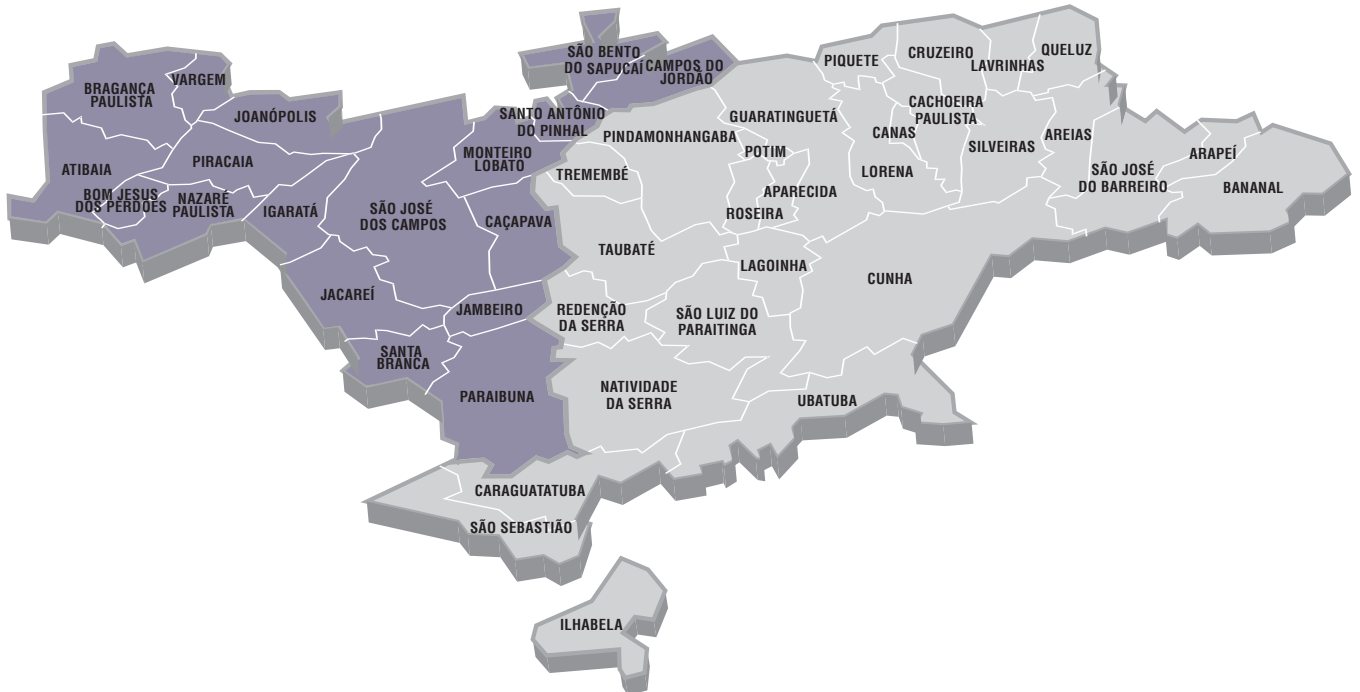 SÃO BENTO
DO SAPUCAÍ
CAMPOS DO
JORDÃO
PIQUETE
CRUZEIRO
LAVRINHAS
QUELUZ
BRAGANÇA
PAULISTA
VARGEM
JOANÓPOLIS
SANTO ANTÔNIO
DO PINHAL
PINDAMONHANGABA
GUARATINGUETÁ
CANAS
CACHOEIRA
PAULISTA
SILVEIRAS
AREIAS
SÃO JOSÉ
DO BARREIRO
ARAPEÍ
BANANAL
ATIBAIA
PIRACAIA
MONTEIRO
LOBATO
TREMEMBÉ
POTIM
APARECIDA
LORENA
BOM JESUS
DOS PERDÕES
NAZARÉ
PAULISTA
IGARATÁ
SÃO JOSÉ
DOS CAMPOS
CAÇAPAVA
ROSEIRA
TAUBATÉ
LAGOINHA
CUNHA
JACAREÍ
JAMBEIRO
REDENÇÃO
DA SERRA
SÃO LUIZ DO
PARAITINGA
SANTA
BRANCA
PARAIBUNA
NATIVIDADE
DA SERRA
UBATUBA
CARAGUATATUBA
SÃO SEBASTIÃO
ILHABELA